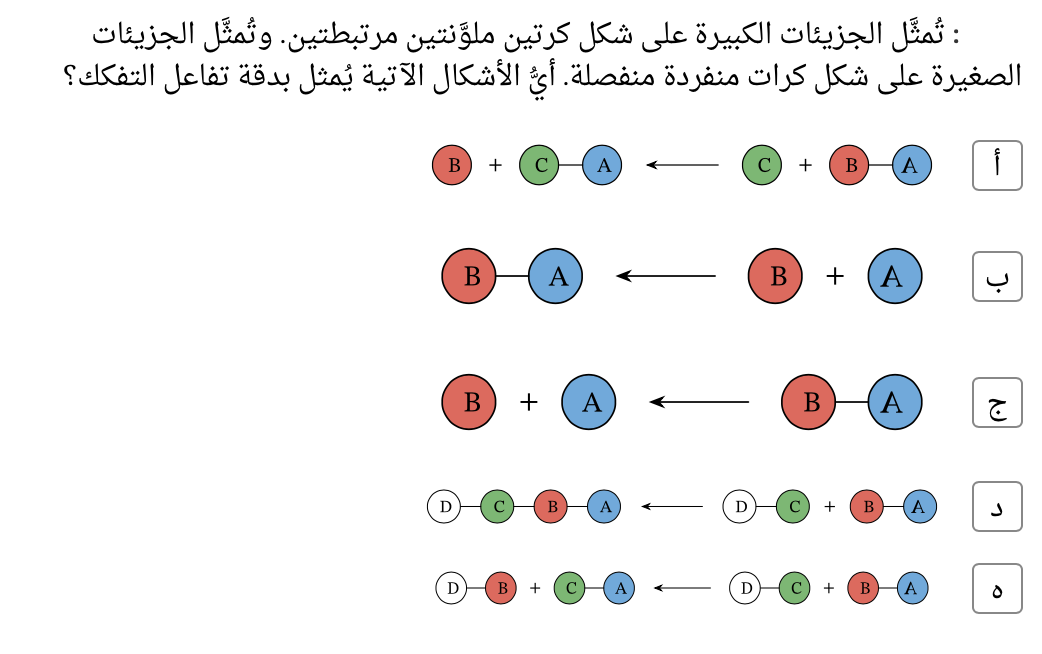 : تُمثَّل الجزيئات الكبيرة على شكل كرتين ملوَّنتين مرتبطتين. وتُمثَّل الجزيئات
الصغيرة على شكل كرات منفردة منفصلة. أيُّ الأشكال الآتية يُمثل بدقة تفاعل التفكك؟
أ A B + C ← A C + B
ب A + B ← A B
ج A B ← A + B
د A B + C D ← A B C D
ه A B + C D ← A C + B D